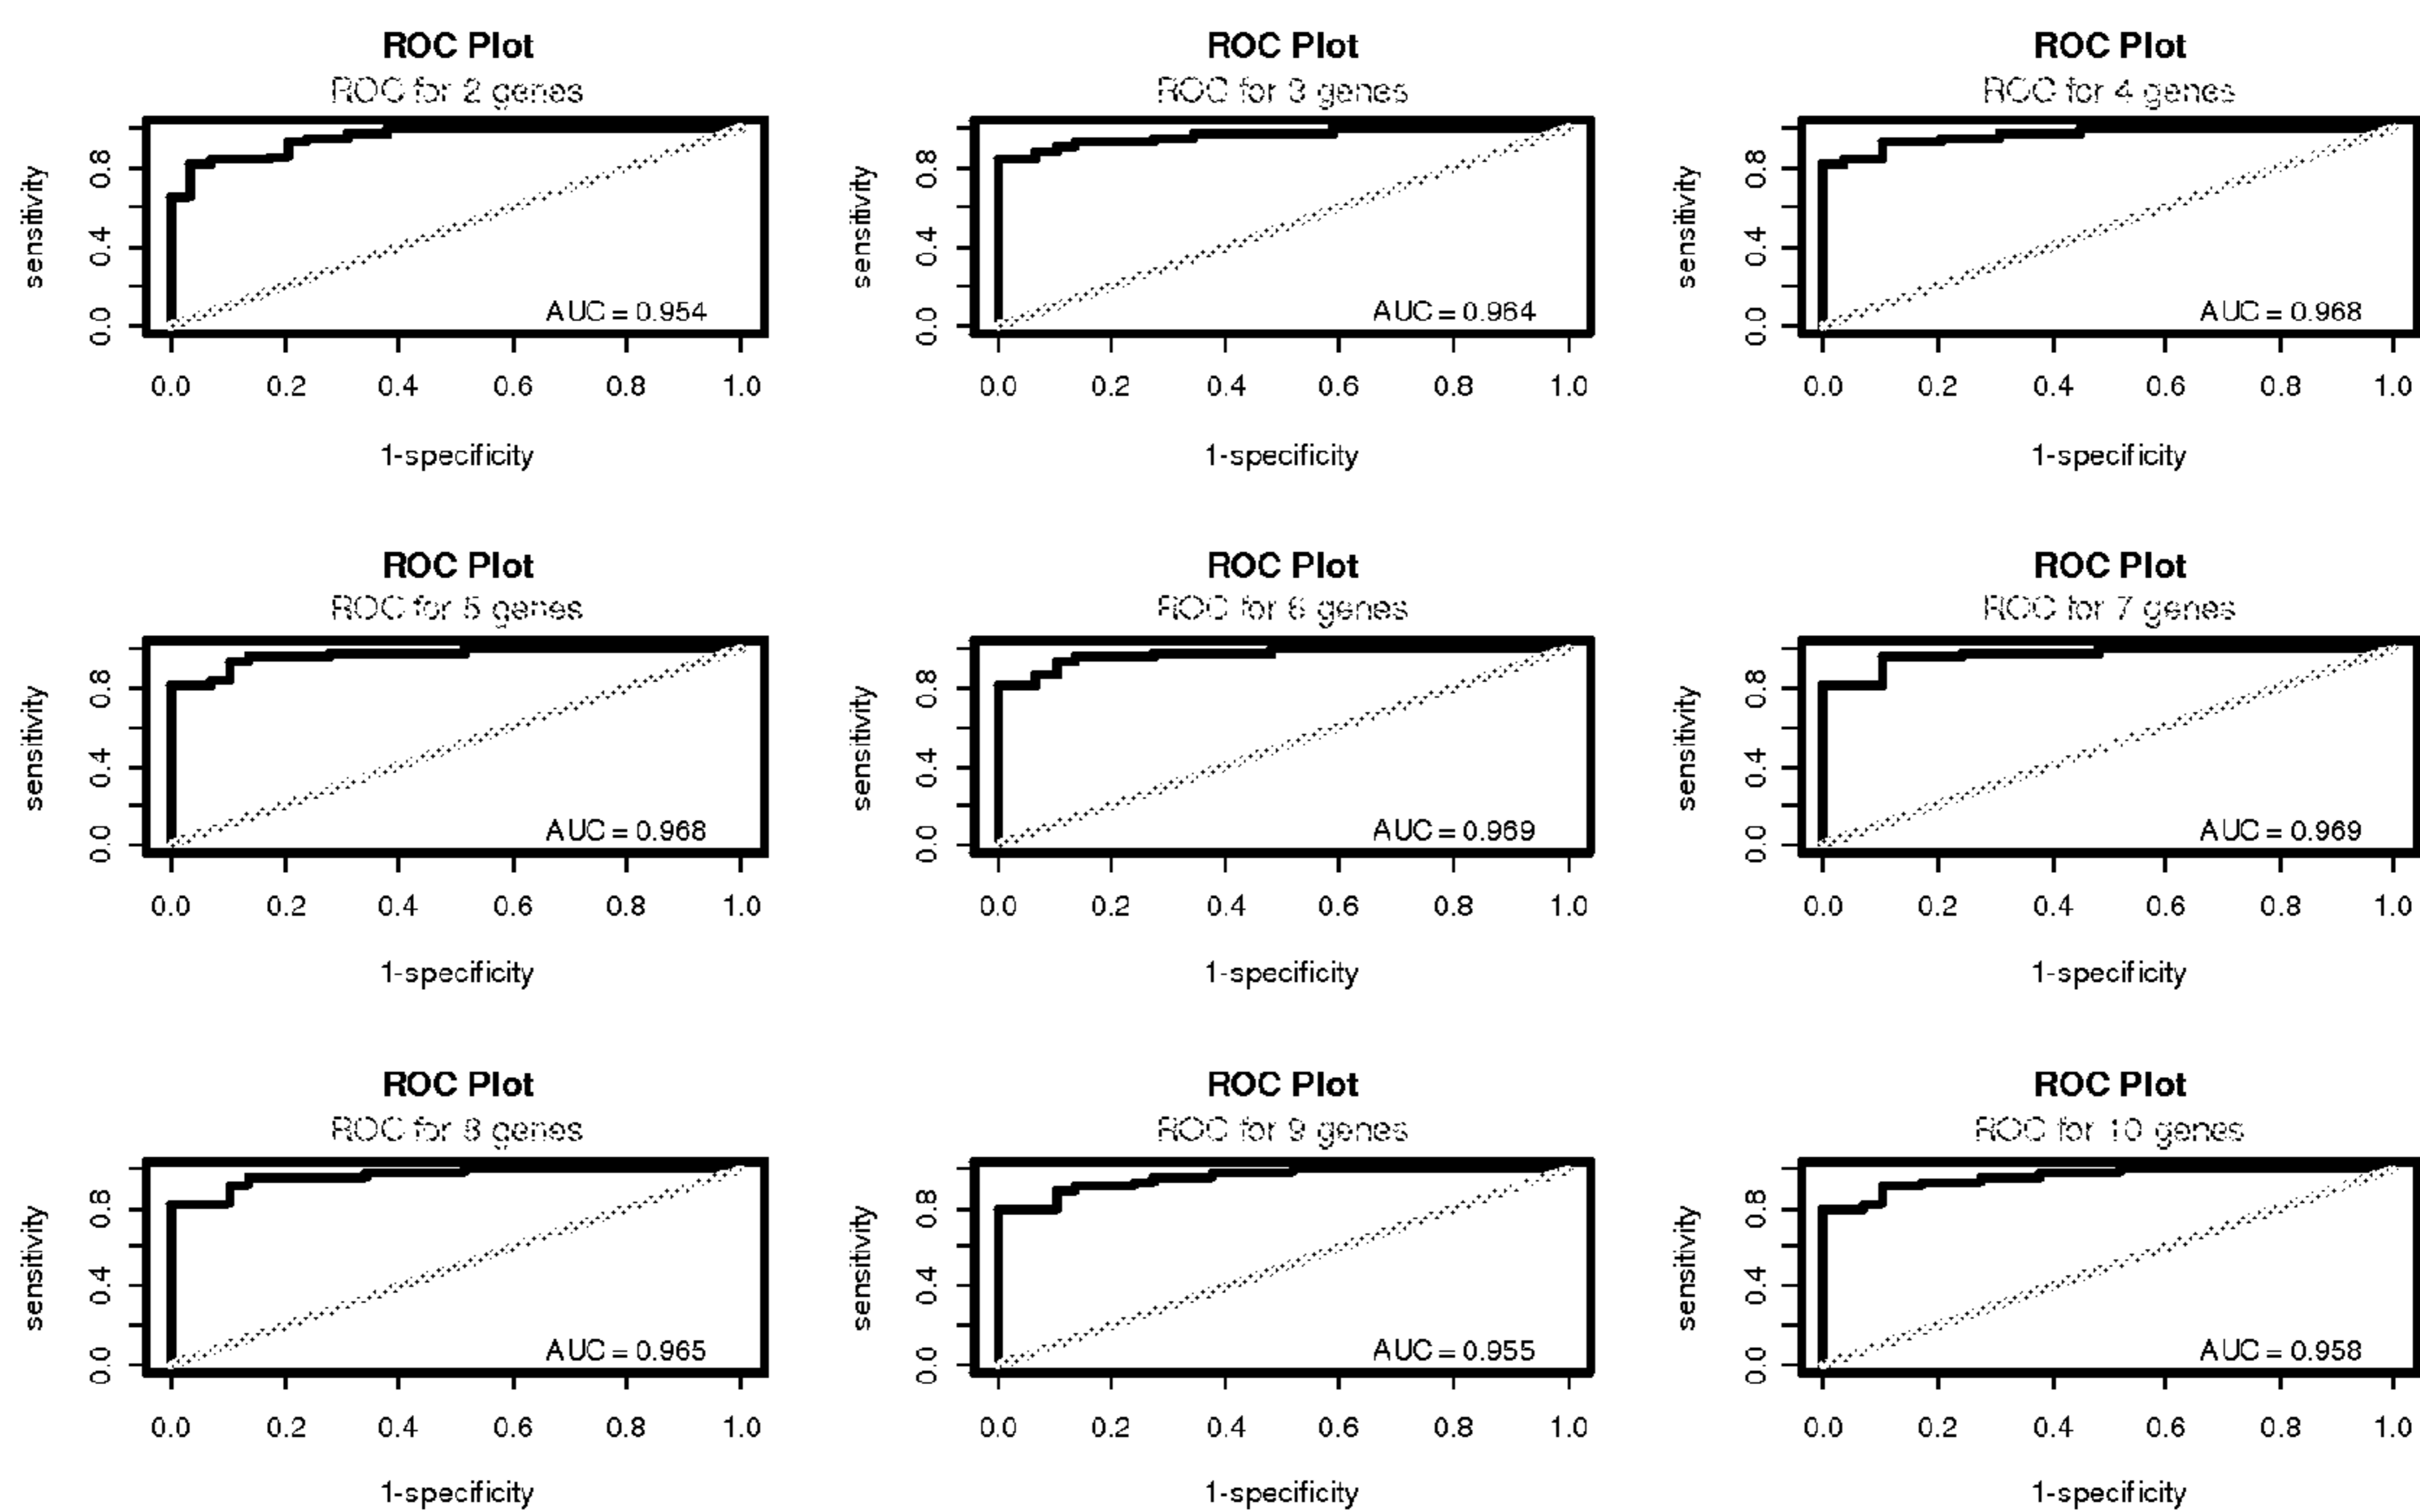 ROC Plot
ROC for 2 genes
sensitivity
0.0 0.4 0.8
AUC = 0.954
0.0 0.2 0.4 0.6 0.8 1.0
1-specificity
ROC Plot
ROC for 3 genes
sensitivity
0.0 0.4 0.8
AUC = 0.964
0.0 0.2 0.4 0.6 0.8 1.0
1-specificity
ROC Plot
ROC for 4 genes
sensitivity
0.0 0.4 0.8
AUC = 0.968
0.0 0.2 0.4 0.6 0.8 1.0
1-specificity
ROC Plot
ROC for 5 genes
sensitivity
0.0 0.4 0.8
AUC = 0.968
0.0 0.2 0.4 0.6 0.8 1.0
1-specificity
ROC Plot
ROC for 6 genes
sensitivity
0.0 0.4 0.8
AUC = 0.969
0.0 0.2 0.4 0.6 0.8 1.0
1-specificity
ROC Plot
ROC for 7 genes
sensitivity
0.0 0.4 0.8
AUC = 0.969
0.0 0.2 0.4 0.6 0.8 1.0
1-specificity
ROC Plot
ROC for 8 genes
sensitivity
0.0 0.4 0.8
AUC = 0.965
0.0 0.2 0.4 0.6 0.8 1.0
1-specificity
ROC Plot
ROC for 9 genes
sensitivity
0.0 0.4 0.8
AUC = 0.955
0.0 0.2 0.4 0.6 0.8 1.0
1-specificity
ROC Plot
ROC for 10 genes
sensitivity
0.0 0.4 0.8
AUC = 0.958
0.0 0.2 0.4 0.6 0.8 1.0
1-specificity